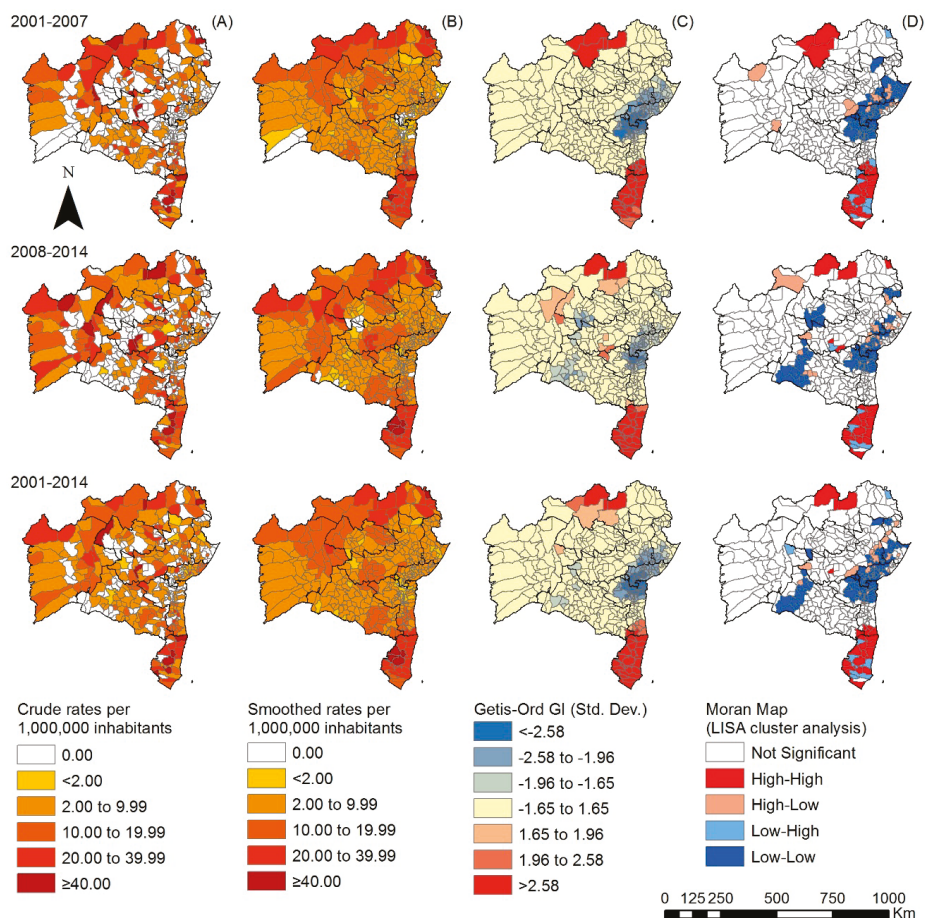 2001-2007
(A)
(B)
(C)
(D)
N
2008-2014
2001-2014
Crude rates per
1,000,000 inhabitants
0.00
<2.00
2.00 to 9.99
10.00 to 19.99
20.00 to 39.99
≥40.00
Smoothed rates per
1,000,000 inhabitants
0.00
<2.00
2.00 to 9.99
10.00 to 19.99
20.00 to 39.99
≥40.00
Getis-Ord GI (Std. Dev.)
<-2.58
-2.58 to -1.96
-1.96 to -1.65
-1.65 to 1.65
1.65 to 1.96
1.96 to 2.58
>2.58
Moran Map
(LISA cluster analysis)
Not Significant
High-High
High-Low
Low-High
Low-Low
0 125 250 500 750 1000
Km